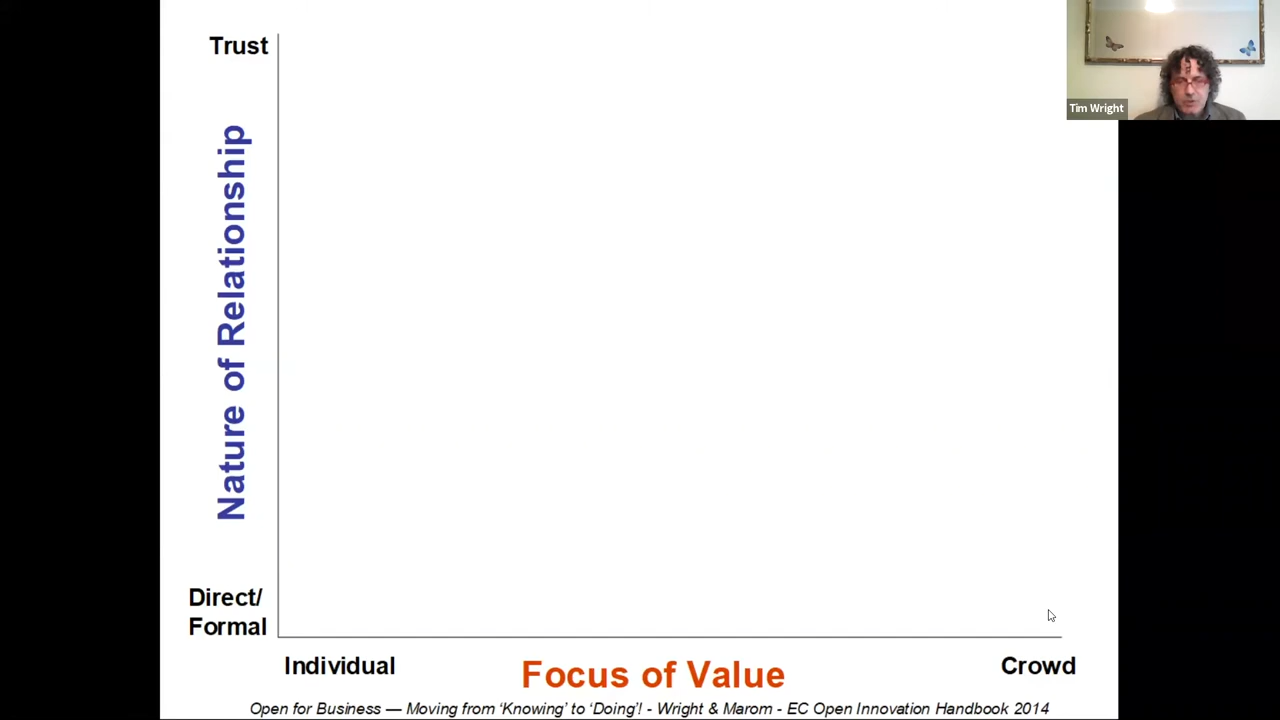 Trust
Tim Wright
Nature of Relationship
Direct/
Formal
Individual
Focus of Value
Crowd
Open for Business — Moving from ‘Knowing’ to ‘Doing’! - Wright & Marom - EC Open Innovation Handbook 2014